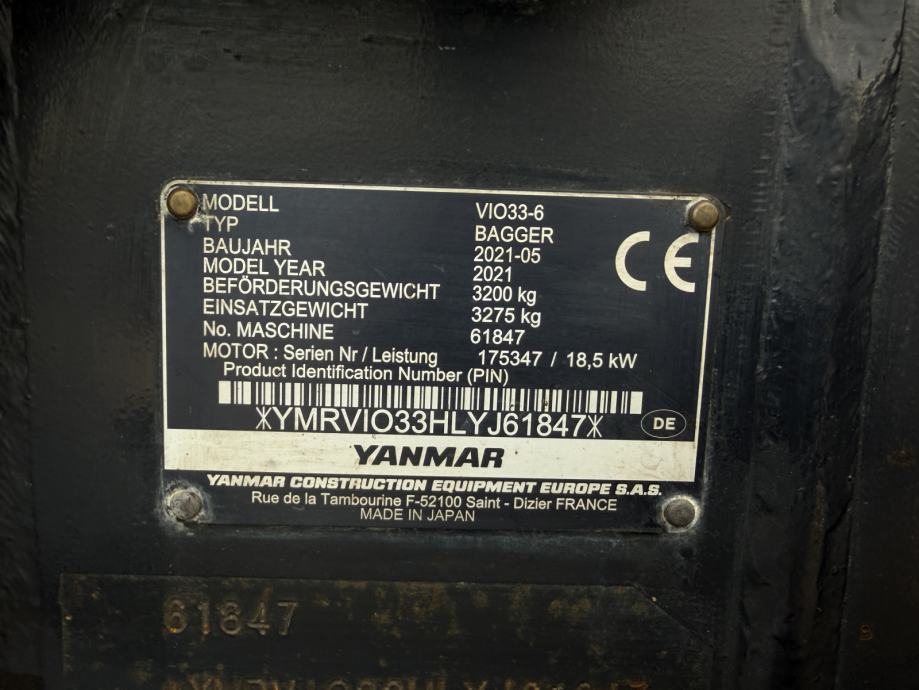 MODELL VIO33-6
TYP BAGGER
BAUJAHR 2021-05
MODEL YEAR 2021
BEFÖRDERUNGSGEWICHT 3200 kg
EINSATZGEWICHT 3275 kg
No. MASCHINE 61847
MOTOR : Serien Nr / Leistung 175347 / 18,5 kW
Product Identification Number (PIN)
*YMRVIO33HLYJ61847*
DE
CE
YANMAR
YANMAR CONSTRUCTION EQUIPMENT EUROPE S.A.S.
Rue de la Tambourine F-52100 Saint - Dizier FRANCE
MADE IN JAPAN
61847